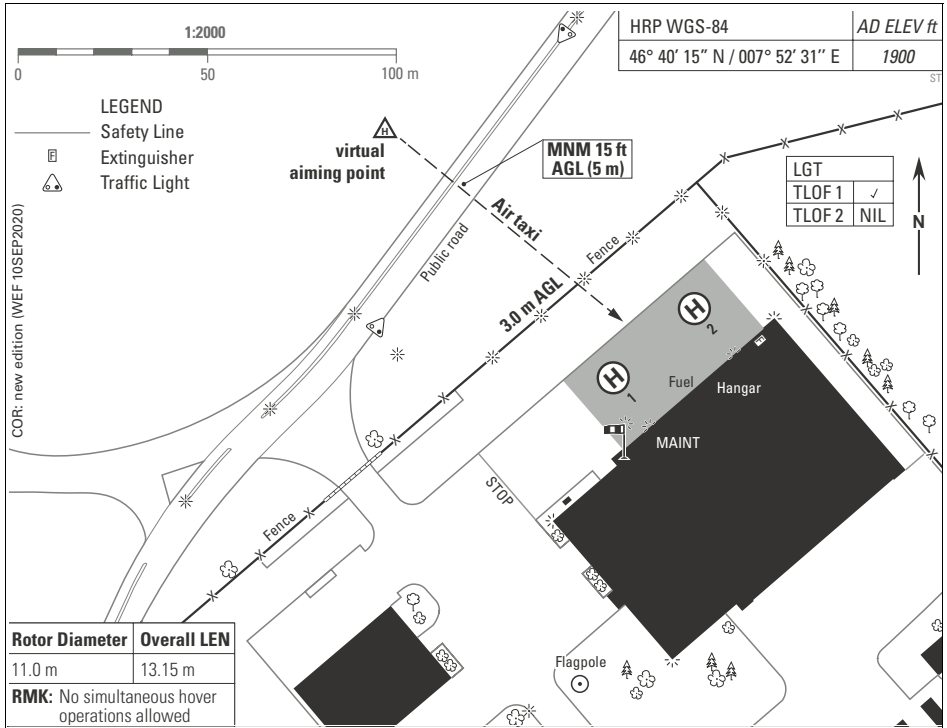 1:2000
0
50
100 m
HRP WGS-84
AD ELEV ft
46° 40' 15" N / 007° 52' 31'' E
1900
ST
LEGEND
Safety Line
F
Extinguisher
Traffic Light
H
virtual
aiming point
MNM 15 ft
AGL (5 m)
LGT
TLOF 1 ✓
TLOF 2 NIL
N
Air taxi
Public road
Fence
3.0 m AGL
H
2
H
1
Fuel
Hangar
F
MAINT
STOP
Fence
COR: new edition (WEF 10SEP2020)
Flagpole
Rotor Diameter
Overall LEN
11.0 m
13.15 m
RMK: No simultaneous hover
operations allowed